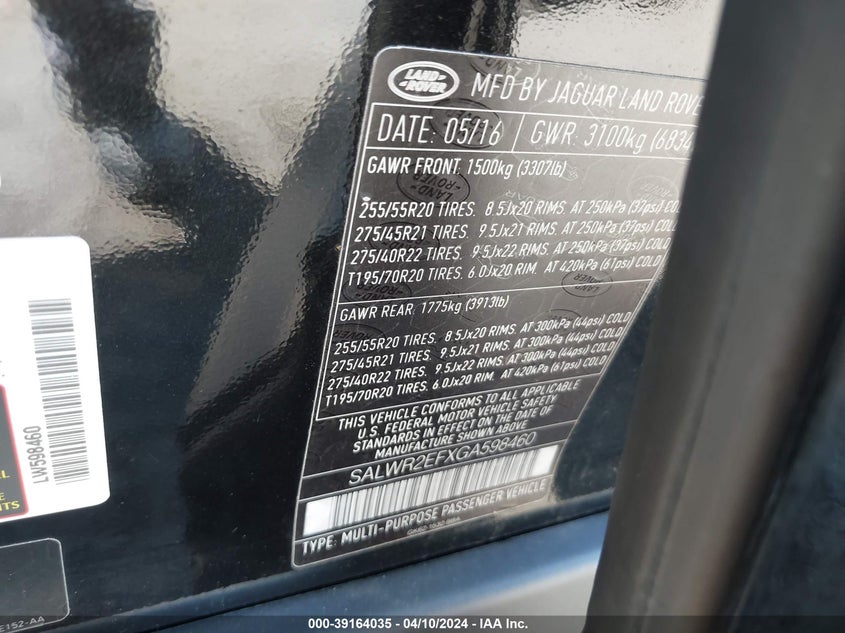 LAND
ROVER
MFD BY JAGUAR LAND ROVE
DATE: 05/16
GWR: 3100kg (6834
GAWR FRONT: 1500kg (3307lb)
255/55R20 TIRES. 8.5Jx20 RIMS. AT 250kPa (37psi) COLD
275/45R21 TIRES. 9.5Jx21 RIMS. AT 250kPa (37psi) COLD
275/40R22 TIRES. 9.5Jx22 RIMS. AT 250kPa (37psi) COLD
T195/70R20 TIRES. 6.0Jx20 RIM. AT 420kPa (61psi) COLD
GAWR REAR: 1775kg (3913lb)
255/55R20 TIRES. 8.5Jx20 RIMS. AT 300kPa (44psi) COLD
275/45R21 TIRES. 9.5Jx21 RIMS. AT 300kPa (44psi) COLD
275/40R22 TIRES. 9.5Jx22 RIMS. AT 300kPa (44psi) COLD
T195/70R20 TIRES. 6.0Jx20 RIM. AT 420kPa (61psi) COLD
THIS VEHICLE CONFORMS TO ALL APPLICABLE
U.S. FEDERAL MOTOR VEHICLE SAFETY
STANDARDS IN EFFECT ON THE DATE OF
MANUFACTURE SHOWN ABOVE.
SALWR2EFXGA598460
TYPE: MULTI-PURPOSE PASSENGER VEHICLE
LW598460
E152-AA
000-39164035 - 04/10/2024 - IAA Inc.